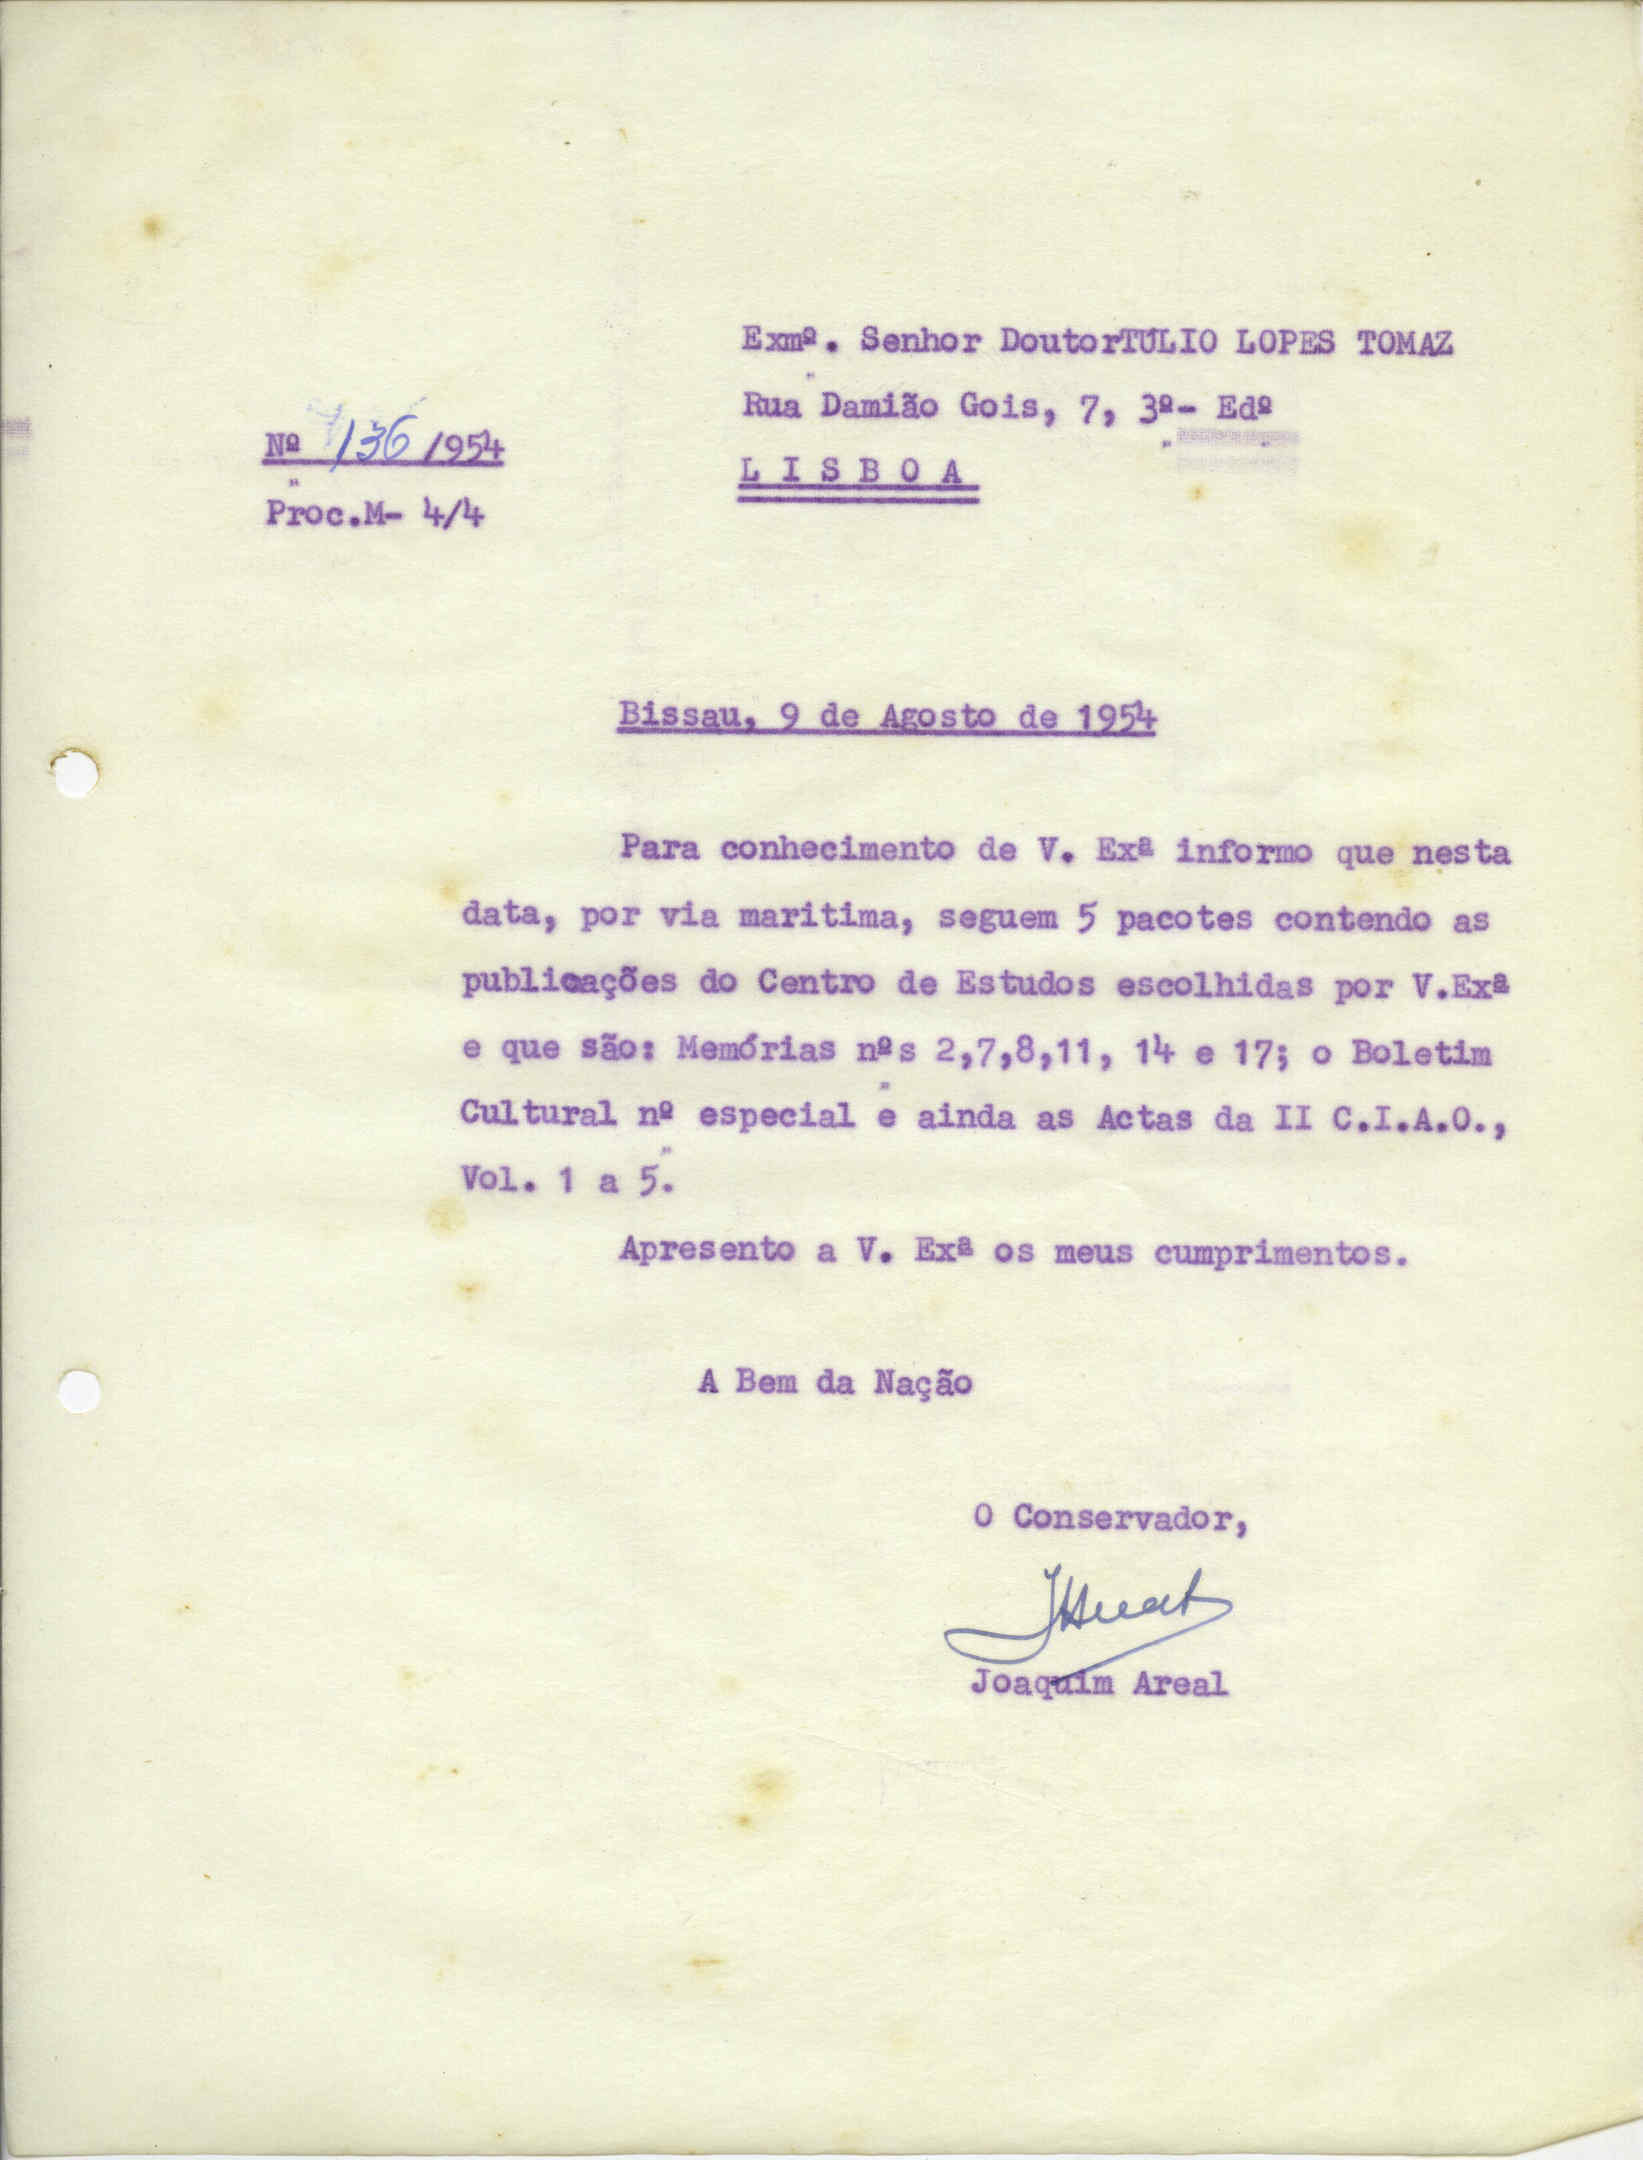 Exmº. Senhor DoutorTÚLIO LOPES TOMAZ
Rua Damião Gois, 7, 3º- Edº
L I S B O A
Nº 136 /954
Proc.M- 4/4
Bissau, 9 de Agosto de 1954
Para conhecimento de V. Exª informo que nesta
data, por via maritima, seguem 5 pacotes contendo as
publicações do Centro de Estudos escolhidas por V.Exª
e que são: Memórias nºs 2,7,8,11, 14 e 17; o Boletim
Cultural nº especial e ainda as Actas da II C.I.A.O.,
Vol. 1 a 5.
Apresento a V. Exª os meus cumprimentos.
A Bem da Nação
O Conservador,
Joaquim Areal